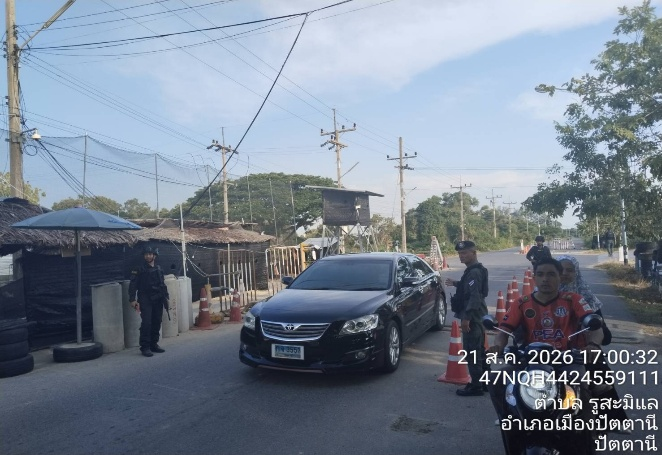 21 ส.ค. 2026 17:00:32
47NQH4424559111
ตำบล รูสะมิแล
อำเภอเมืองปัตตานี
ปัตตานี